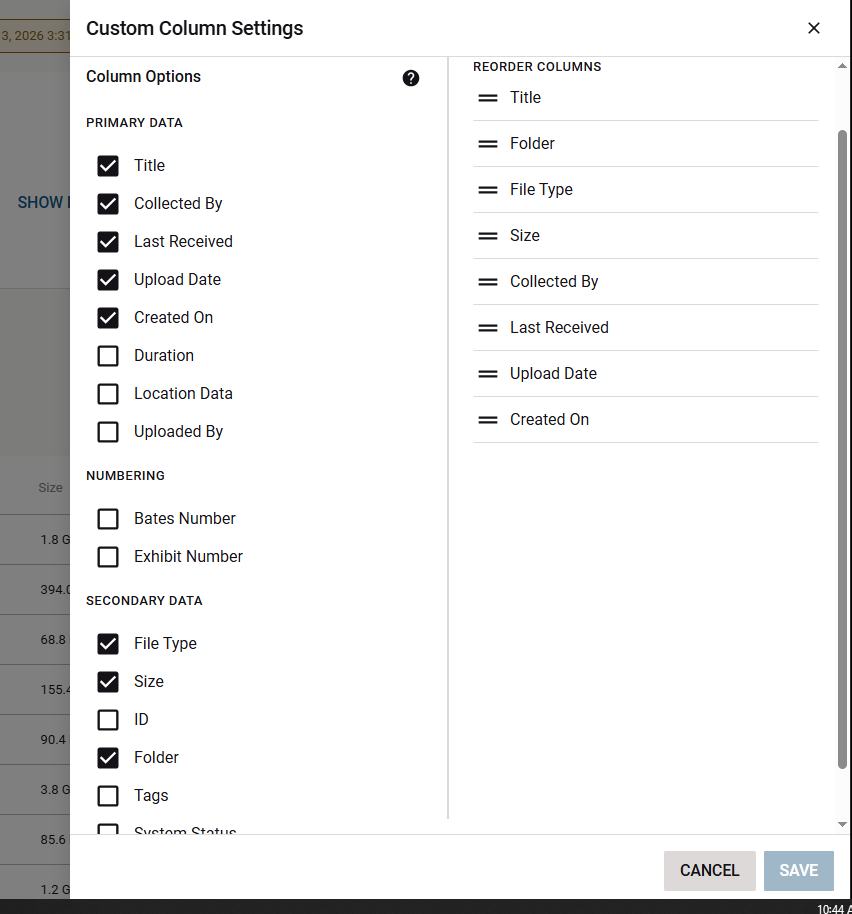 Custom Column Settings
3, 2026 3:31
Column Options
?
PRIMARY DATA
Title
Collected By
Last Received
Upload Date
Created On
Duration
Location Data
Uploaded By
NUMBERING
Bates Number
Exhibit Number
SECONDARY DATA
File Type
Size
ID
Folder
Tags
System Status
REORDER COLUMNS
Title
Folder
File Type
Size
Collected By
Last Received
Upload Date
Created On
SHOW
Size
1.8 G
394.0
68.8
155.4
90.4
3.8 G
85.6
1.2 G
CANCEL
SAVE
10:44 A